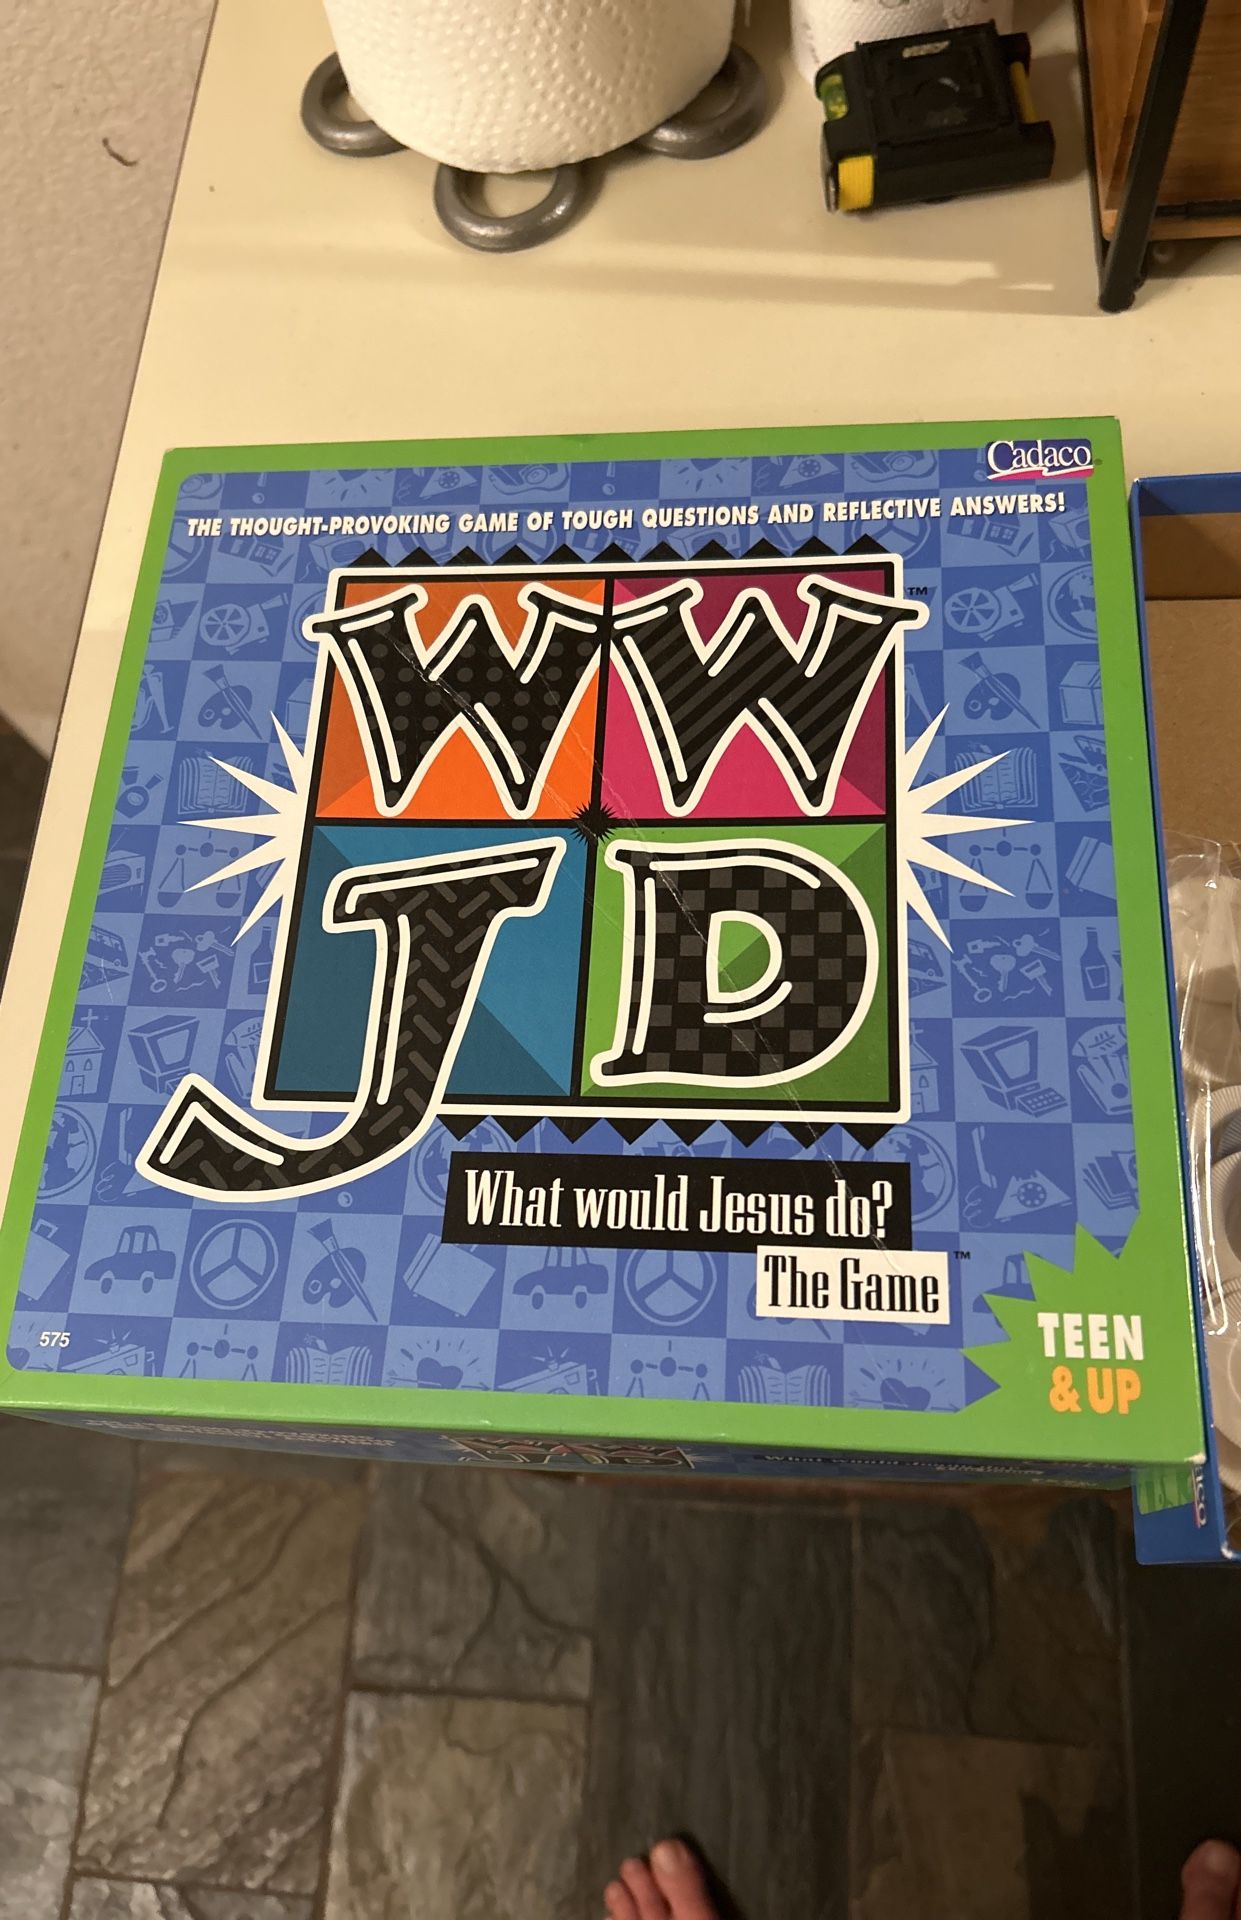 Cadaco
THE THOUGHT-PROVOKING GAME OF TOUGH QUESTIONS AND REFLECTIVE ANSWERS!
WW ™
JD
What would Jesus do?
The Game ™
575
TEEN
& UP